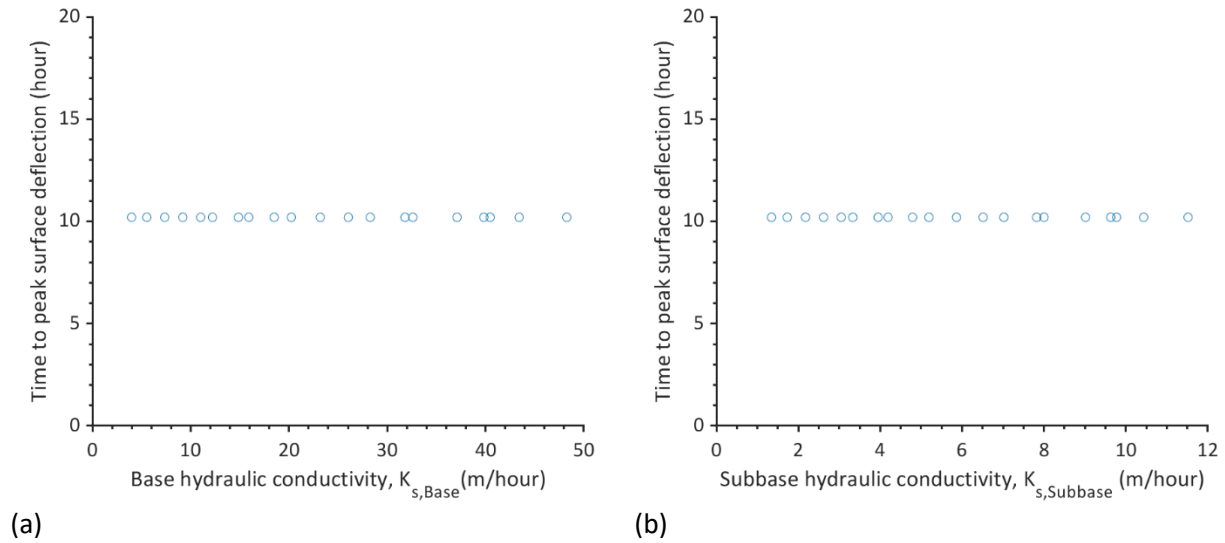 20
15
10
5
0
Time to peak surface deflection (hour)
0 10 20 30 40 50
Base hydraulic conductivity, Ks,Base (m/hour)
(a)
20
15
10
5
0
Time to peak surface deflection (hour)
0 2 4 6 8 10 12
Subbase hydraulic conductivity, Ks,Subbase (m/hour)
(b)